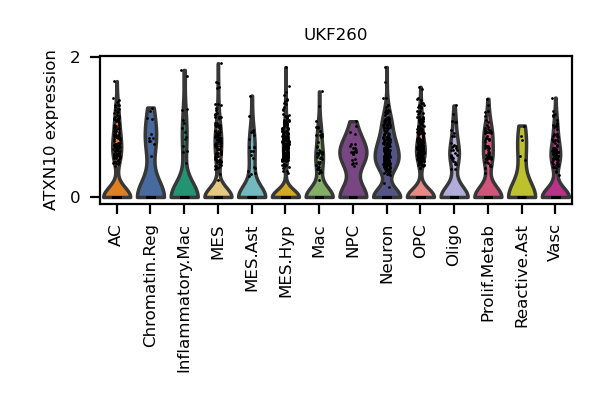 UKF260
ATXN10 expression
2
0
AC
Chromatin.Reg
Inflammatory.Mac
MES
MES.Ast
MES.Hyp
Mac
NPC
Neuron
OPC
Oligo
Prolif.Metab
Reactive.Ast
Vasc